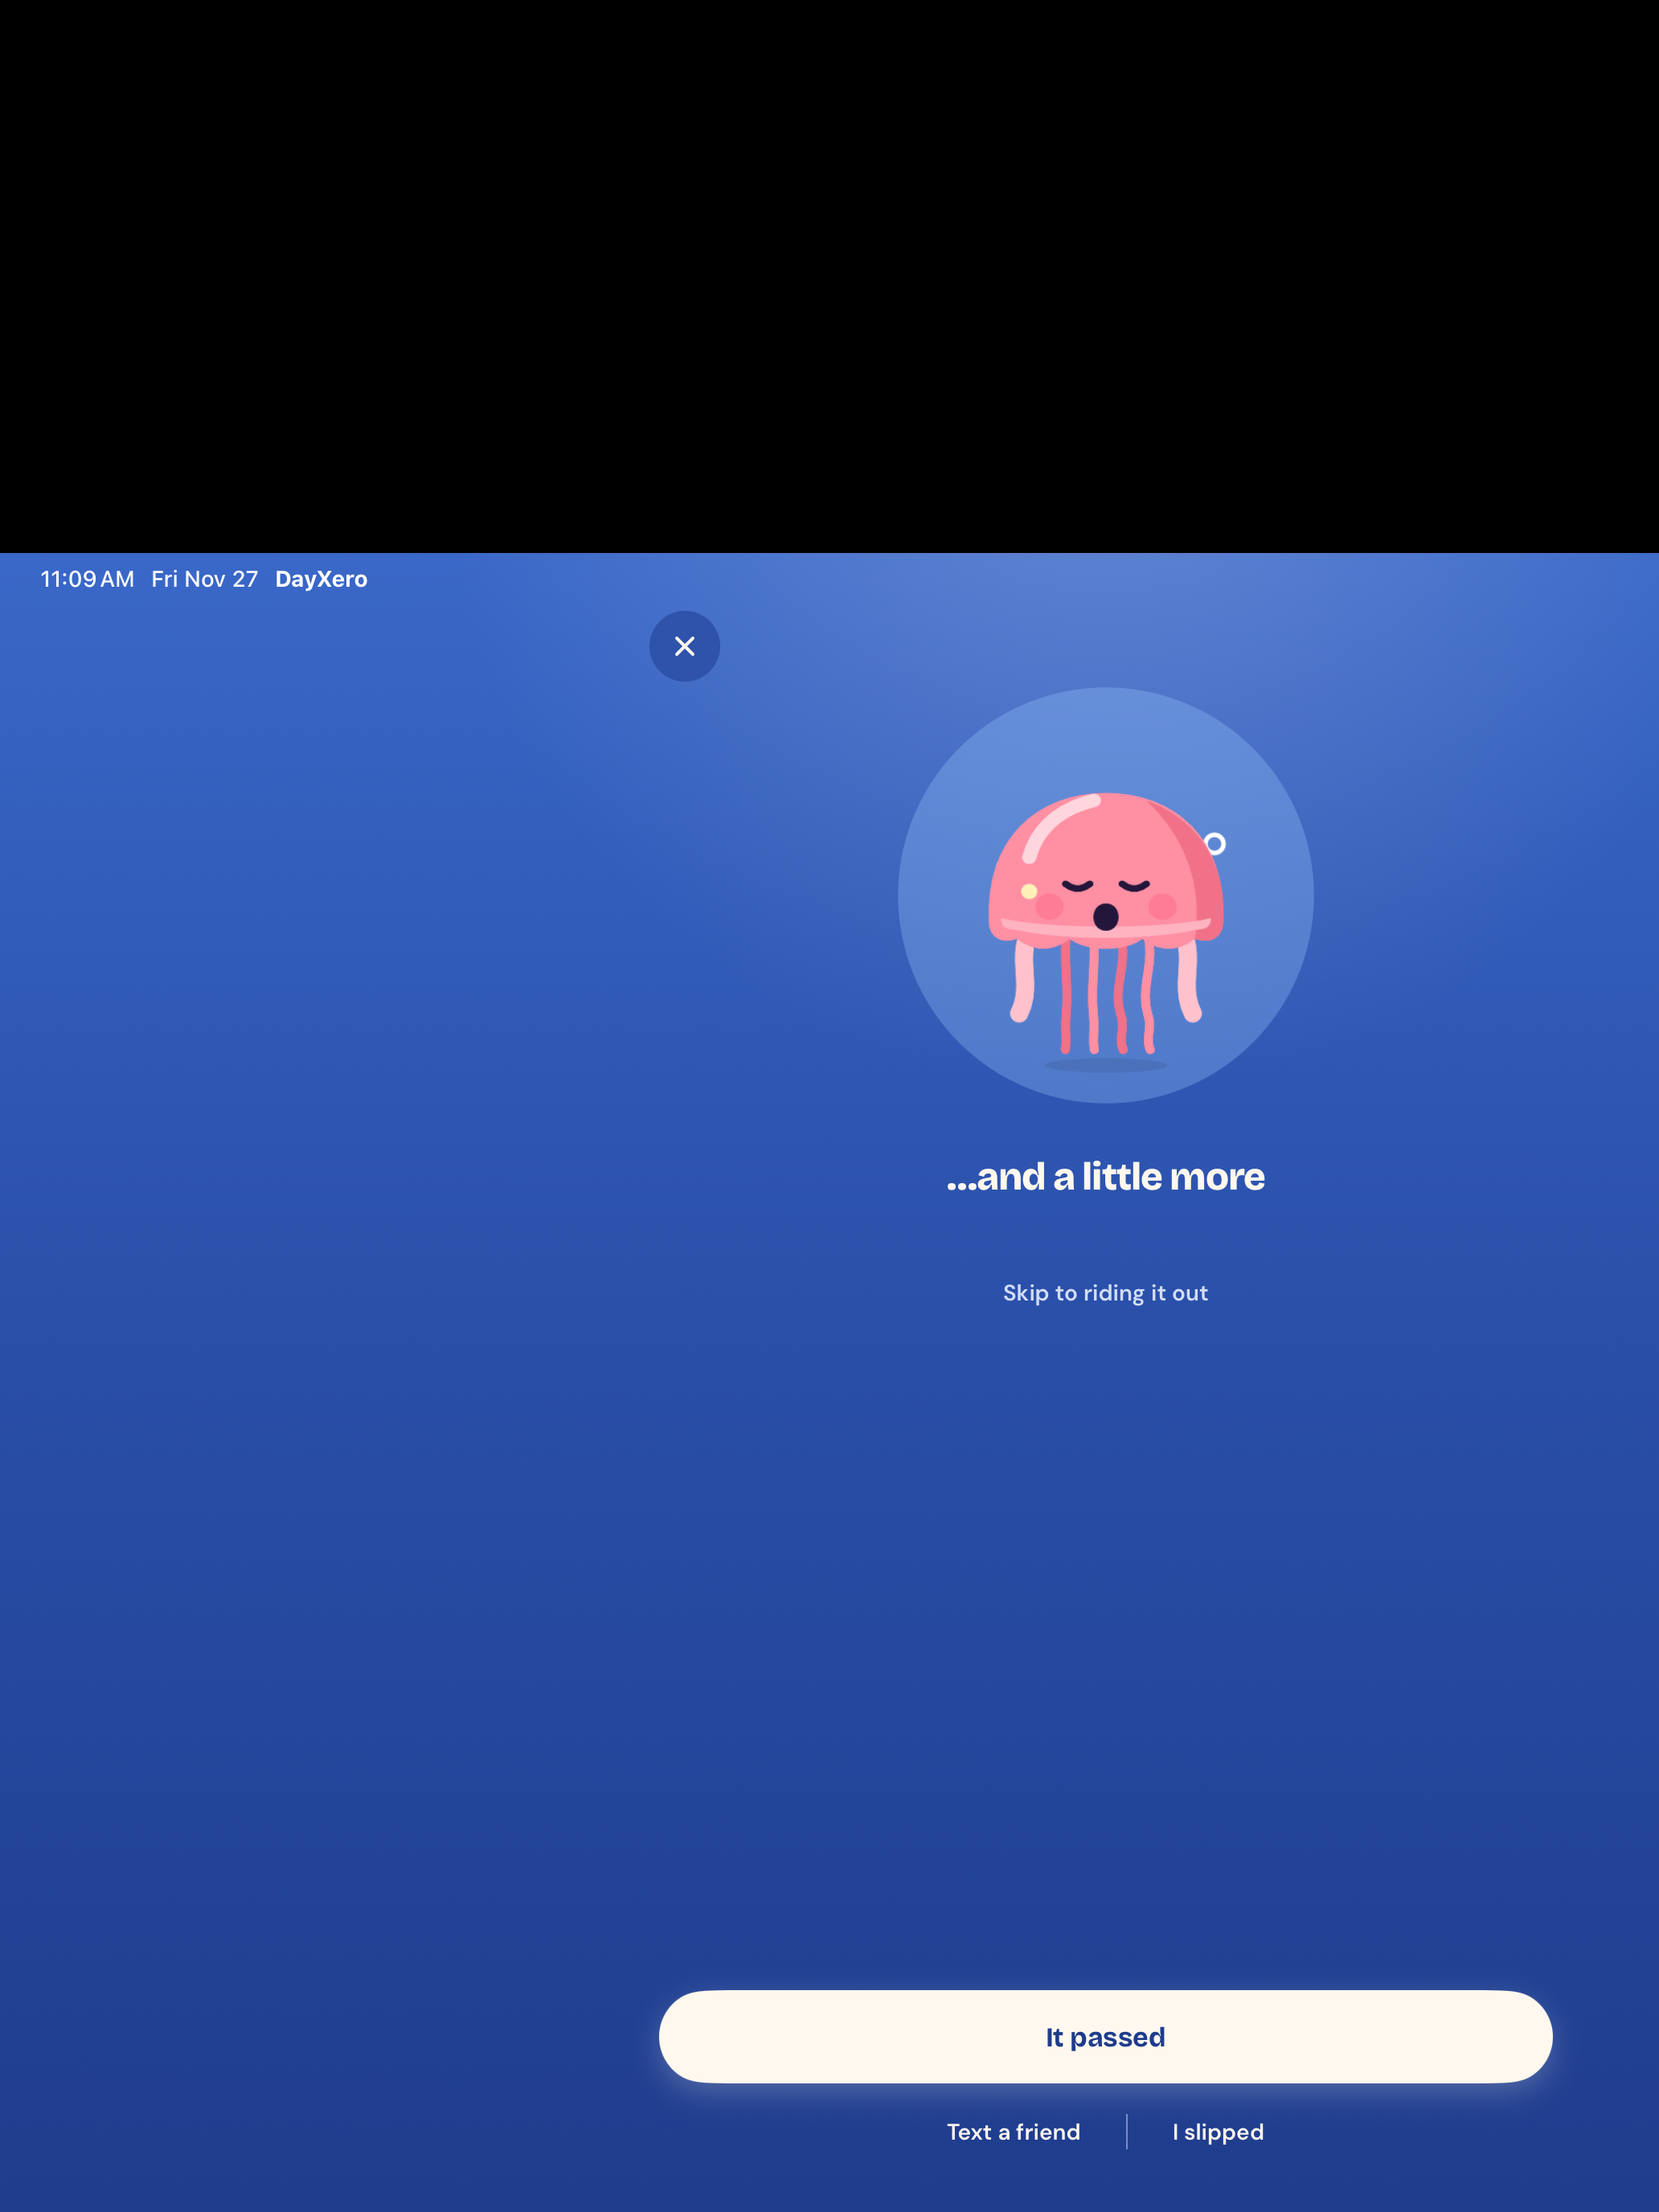 11:09 AM Fri Nov 27 DayXero
...and a little more
Skip to riding it out
It passed
Text a friend
I slipped